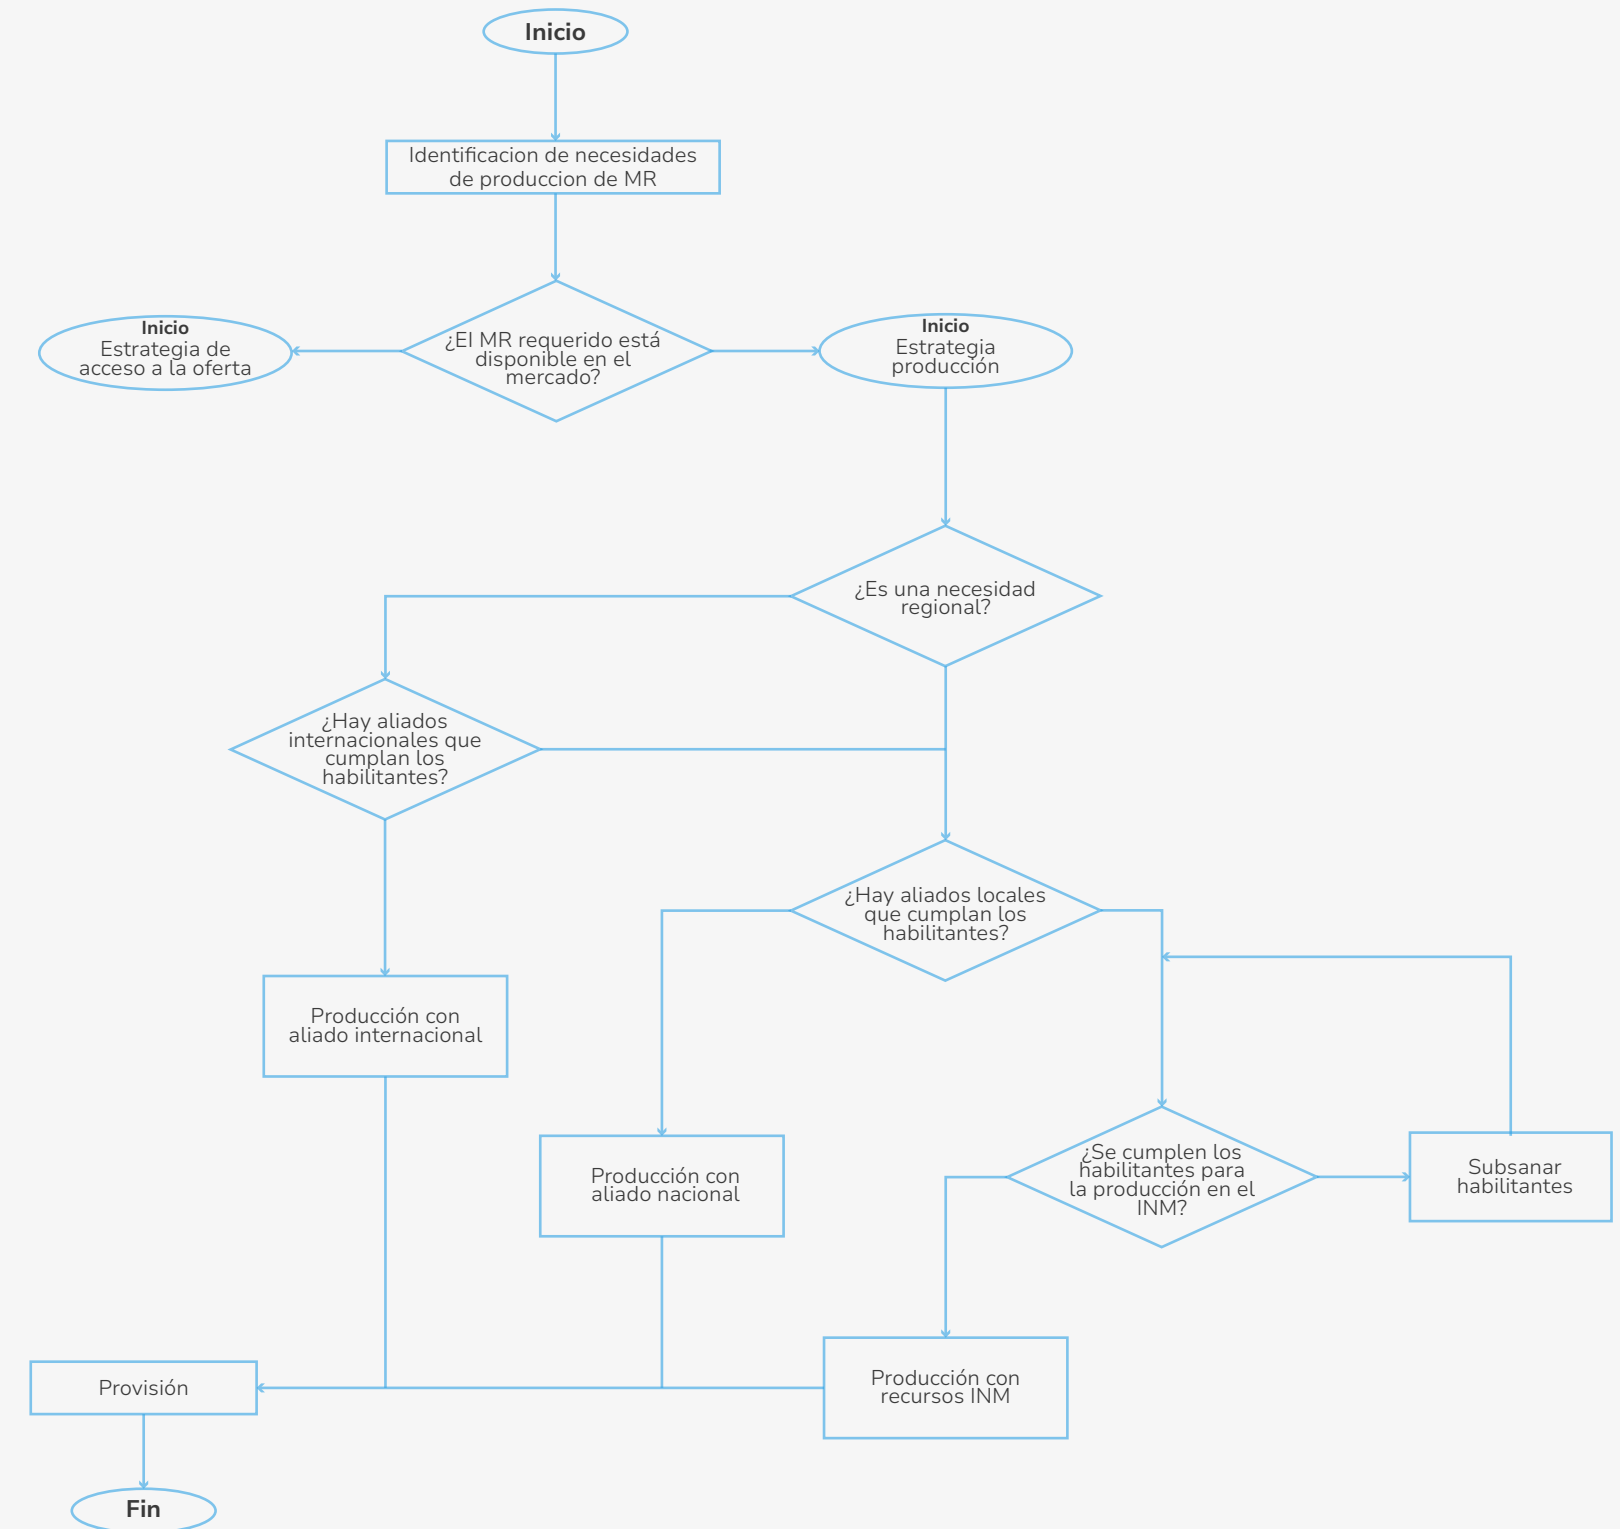 Inicio
Identificacion de necesidades
de produccion de MR
¿El MR requerido está
disponible en el
mercado?
Inicio
Estrategia de
acceso a la oferta
Inicio
Estrategia
producción
¿Es una necesidad
regional?
¿Hay aliados
internacionales que
cumplan los
habilitantes?
¿Hay aliados locales
que cumplan los
habilitantes?
Producción con
aliado internacional
Producción con
aliado nacional
¿Se cumplen los
habilitantes para
la producción en el
INM?
Subsanar
habilitantes
Producción con
recursos INM
Provisión
Fin